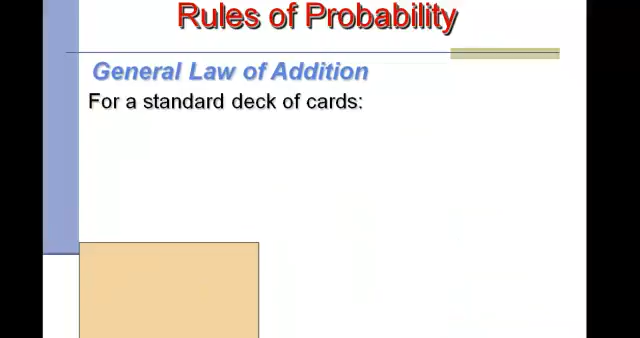 Rules of Probability
General Law of Addition
For a standard deck of cards: